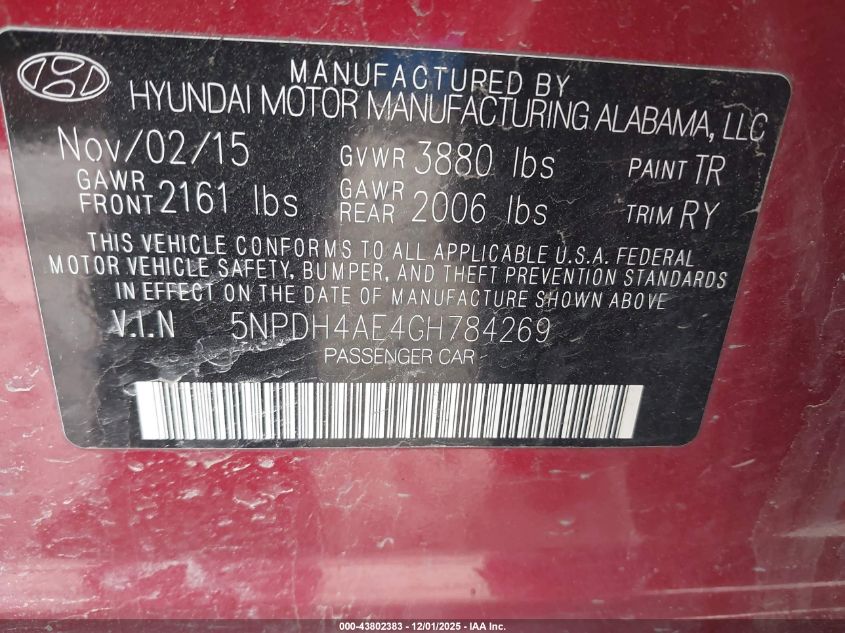 MANUFACTURED BY
HYUNDAI MOTOR MANUFACTURING ALABAMA, LLC
Nov/02/15 GVWR 3880 lbs PAINT TR
GAWR FRONT 2161 lbs GAWR REAR 2006 lbs TRIM RY
THIS VEHICLE CONFORMS TO ALL APPLICABLE U.S.A. FEDERAL
MOTOR VEHICLE SAFETY, BUMPER, AND THEFT PREVENTION STANDARDS
IN EFFECT ON THE DATE OF MANUFACTURE SHOWN ABOVE
V.I.N 5NPDH4AE4GH784269
PASSENGER CAR
000-43802383 - 12/01/2025 - IAA Inc.